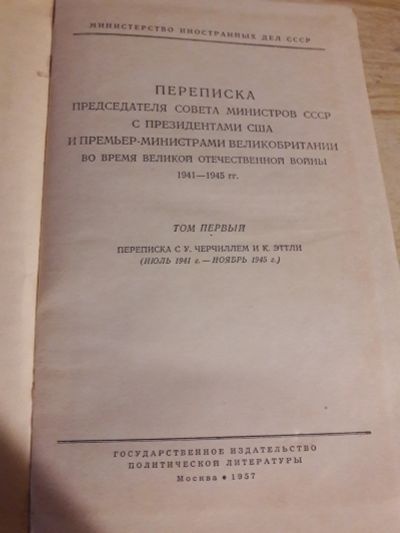 МИНИСТЕРСТВО ИНОСТРАННЫХ ДЕЛ СССР
ПЕРЕПИСКА
ПРЕДСЕДАТЕЛЯ СОВЕТА МИНИСТРОВ СССР
С ПРЕЗИДЕНТАМИ США
И ПРЕМЬЕР-МИНИСТРАМИ ВЕЛИКОБРИТАНИИ
ВО ВРЕМЯ ВЕЛИКОЙ ОТЕЧЕСТВЕННОЙ ВОЙНЫ
1941—1945 гг.
ТОМ ПЕРВЫЙ
ПЕРЕПИСКА С У. ЧЕРЧИЛЛЕМ И К. ЭТТЛИ
(ИЮЛЬ 1941 г. — НОЯБРЬ 1945 г.)
ГОСУДАРСТВЕННОЕ ИЗДАТЕЛЬСТВО
ПОЛИТИЧЕСКОЙ ЛИТЕРАТУРЫ
Москва • 1957